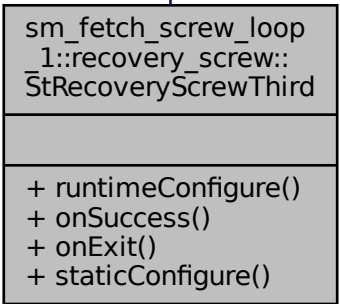 sm_fetch_screw_loop
_1::recovery_screw::
StRecoveryScrewThird
+ runtimeConfigure()
+ onSuccess()
+ onExit()
+ staticConfigure()